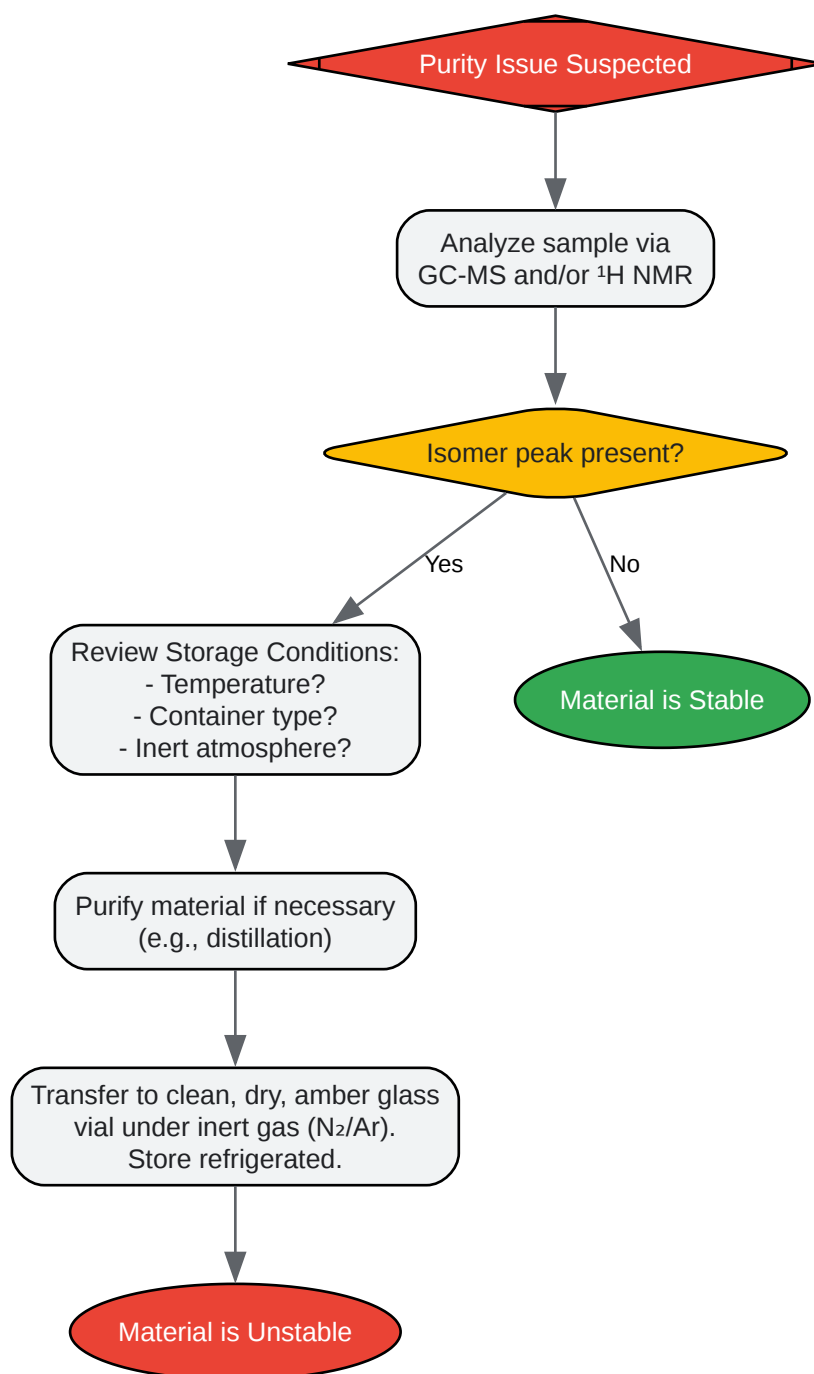 Purity Issue Suspected
Analyze sample via
GC-MS and/or ¹H NMR
Isomer peak present?
Yes
No
Review Storage Conditions:
- Temperature?
- Container type?
- Inert atmosphere?
Material is Stable
Purify material if necessary
(e.g., distillation)
Transfer to clean, dry, amber glass
vial under inert gas (N₂/Ar).
Store refrigerated.
Material is Unstable